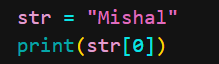 str = "Mishal"
print(str[0])